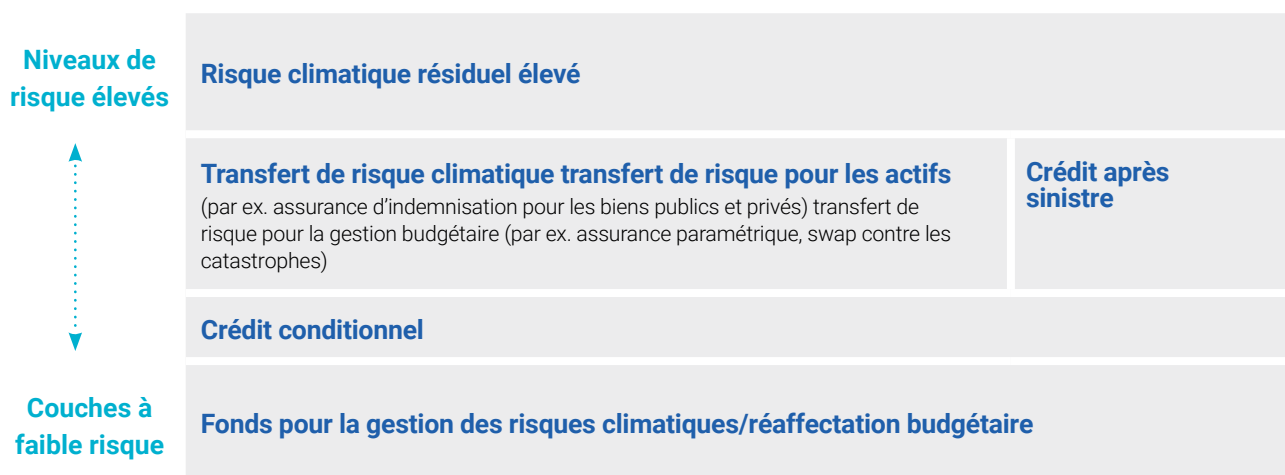 Niveaux de
risque élevés
Risque climatique résiduel élevé
Transfert de risque climatique transfert de risque pour les actifs
(par ex. assurance d’indemnisation pour les biens publics et privés) transfert de
risque pour la gestion budgétaire (par ex. assurance paramétrique, swap contre les
catastrophes)
Crédit après
sinistre
Crédit conditionnel
Couches à
faible risque
Fonds pour la gestion des risques climatiques/réaffectation budgétaire